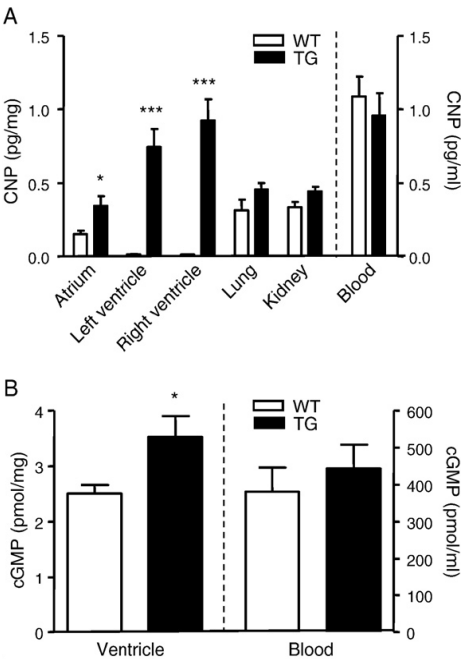 A
WT
TG
CNP (pg/mg)
1.5
1.0
0.5
0.0
*
***
***
1.5
1.0
0.5
0.0
CNP (pg/ml)
Atrium
Left ventricle
Right ventricle
Lung
Kidney
Blood
B
WT
TG
cGMP (pmol/mg)
4
3
2
1
0
*
600
500
400
300
200
100
0
cGMP (pmol/ml)
Ventricle
Blood